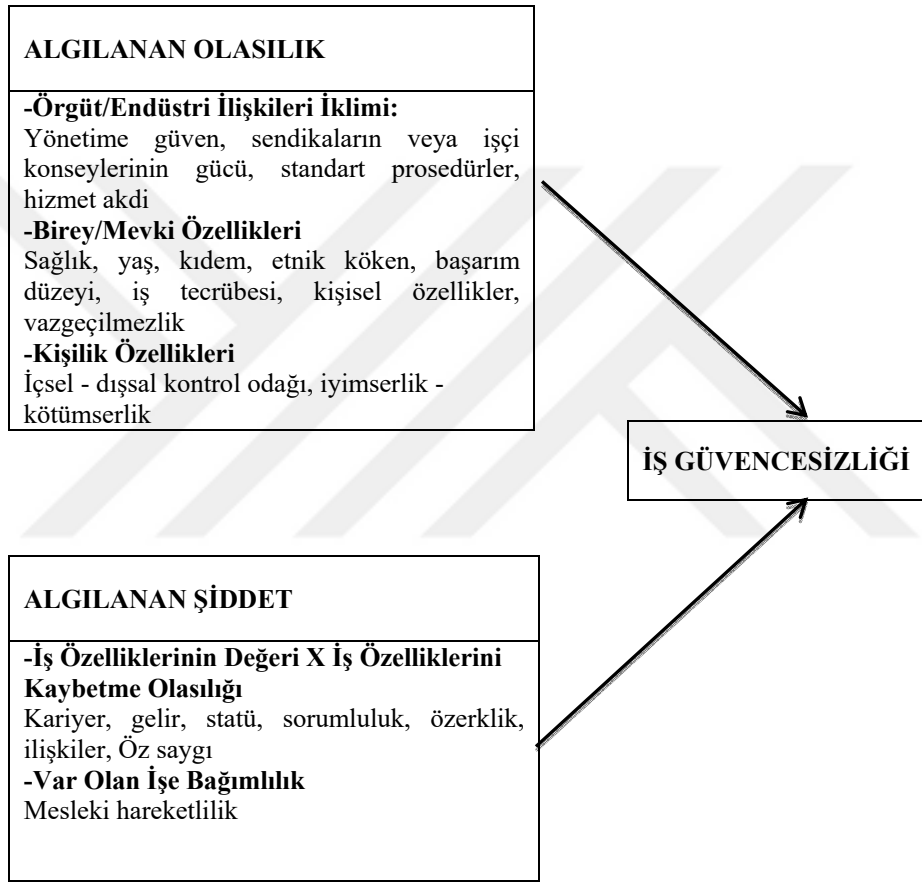 ALGILANAN OLASILIK
-Örgüt/Endüstri İlişkileri İklimi:
Yönetime güven, sendikaların veya işçi
konseylerinin gücü, standart prosedürler,
hizmet akdi
-Birey/Mevki Özellikleri
Sağlık, yaş, kıdem, etnik köken, başarım
düzeyi, iş tecrübesi, kişisel özellikler,
vazgeçilmezlik
-Kişilik Özellikleri
İçsel - dışsal kontrol odağı, iyimserlik -
kötümserlik
İŞ GÜVENCESİZLİĞİ
ALGILANAN ŞİDDET
-İş Özelliklerinin Değeri X İş Özelliklerini
Kaybetme Olasılığı
Kariyer, gelir, statü, sorumluluk, özerklik,
ilişkiler, Öz saygı
-Var Olan İşe Bağımlılık
Mesleki hareketlilik